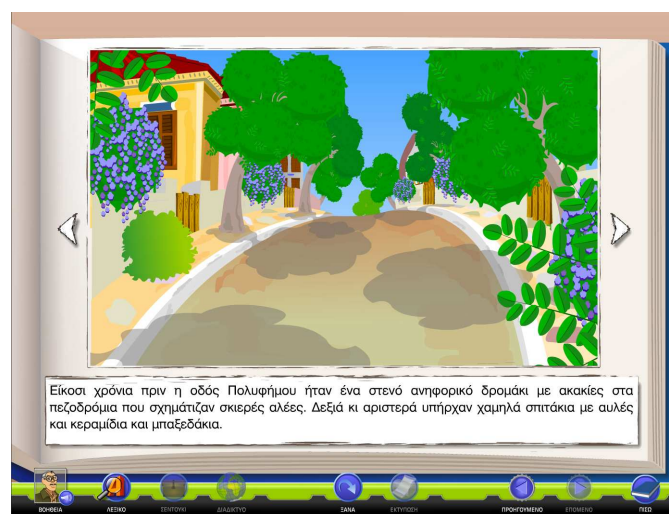 Είκοσι χρόνια πριν η οδός Πολυφήμου ήταν ένα στενό ανηφορικό δρομάκι με ακακίες στα
πεζοδρόμια που σχημάτιζαν σκιερές αλέες. Δεξιά κι αριστερά υπήρχαν χαμηλά σπιτάκια με αυλές
και κεραμίδια και μπαξεδάκια.
ΒΟΗΘΕΙΑ ΛΕΞΙΚΟ ΣΕΝΤΟΥΚΙ ΔΙΑΔΙΚΤΥΟ ΞΑΝΑ ΕΚΤΥΠΩΣΗ ΠΡΟΗΓΟΥΜΕΝΟ ΕΠΟΜΕΝΟ ΠΙΣΩ